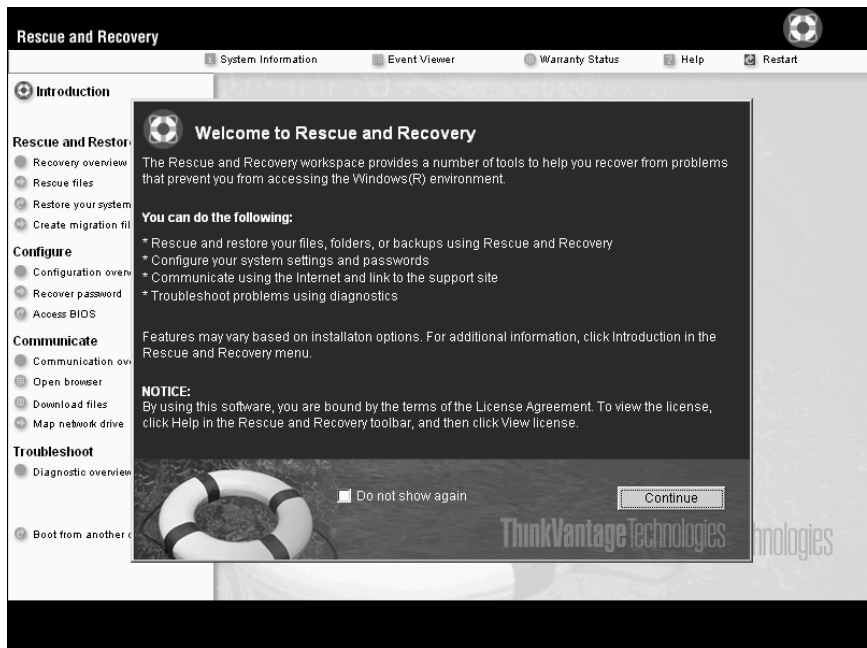 Rescue and Recovery
System Information
Event Viewer
Warranty Status
Help
Restart
Introduction
Rescue and Restor
Recovery overview
Rescue files
Restore your system
Create migration fil
Configure
Configuration overv
Recover password
Access BIOS
Communicate
Communication ov
Open browser
Download files
Map network drive
Troubleshoot
Diagnostic overview
Boot from another
Welcome to Rescue and Recovery
The Rescue and Recovery workspace provides a number of tools to help you recover from problems
that prevent you from accessing the Windows(R) environment.
You can do the following:
* Rescue and restore your files, folders, or backups using Rescue and Recovery
* Configure your system settings and passwords
* Communicate using the Internet and link to the support site
* Troubleshoot problems using diagnostics
Features may vary based on installaton options. For additional information, click Introduction in the
Rescue and Recovery menu.
NOTICE:
By using this software, you are bound by the terms of the License Agreement. To view the license,
click Help in the Rescue and Recovery toolbar, and then click View license.
Do not show again
Continue
ThinkVantage Technologies
hnologies